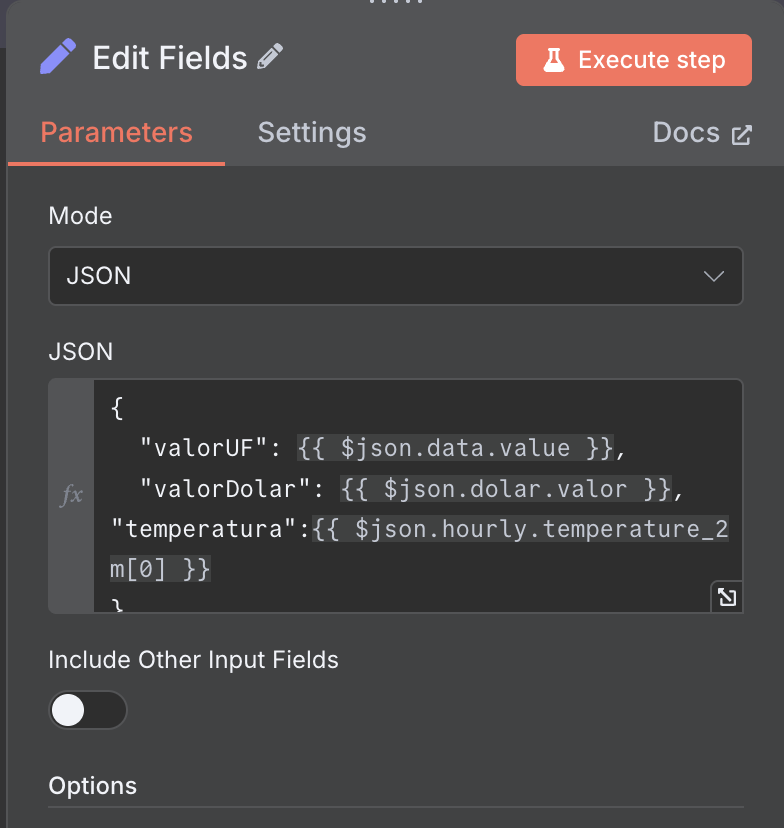 Edit Fields
Execute step
Parameters
Settings
Docs
Mode
JSON
JSON
fx
{
"valorUF": {{ $json.data.value }},
"valorDolar": {{ $json.dolar.valor }},
"temperatura":{{ $json.hourly.temperature_2
m[0] }}
}
Include Other Input Fields
Options